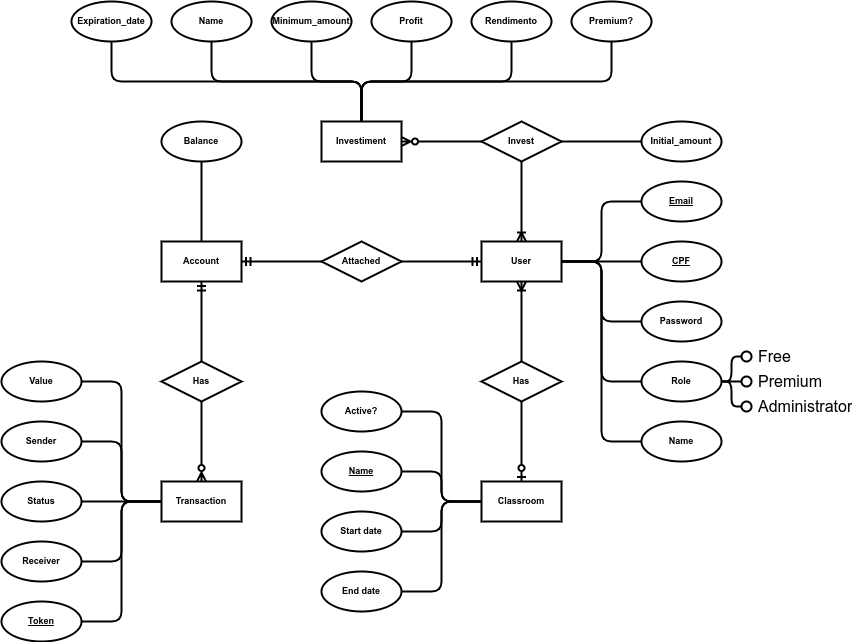 Expiration_date
Name
Minimum_amount
Profit
Rendimento
Premium?
Balance
Investiment
Invest
Initial_amount
Email
Account
Attached
User
CPF
Password
Value
Has
Has
Role
Free
Premium
Administrator
Active?
Sender
Name
Name
Status
Transaction
Classroom
Start date
Receiver
End date
Token